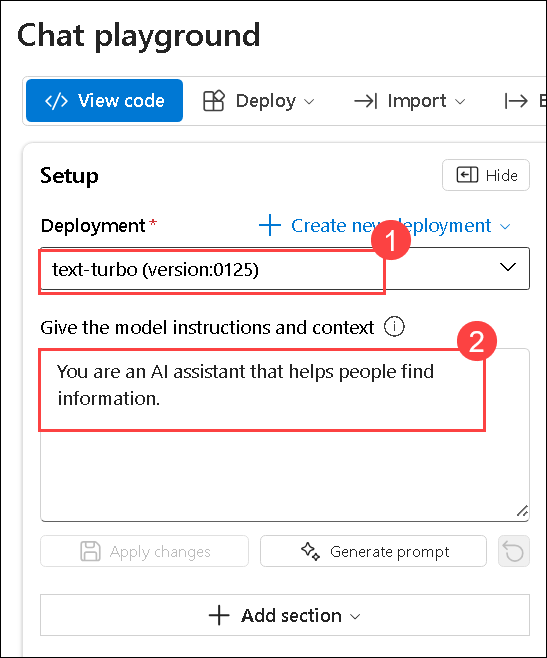 Chat playground
View code Deploy Import
Setup Hide
Deployment * Create new deployment
1
text-turbo (version:0125)
Give the model instructions and context
2
You are an AI assistant that helps people find
information.
Apply changes Generate prompt
Add section